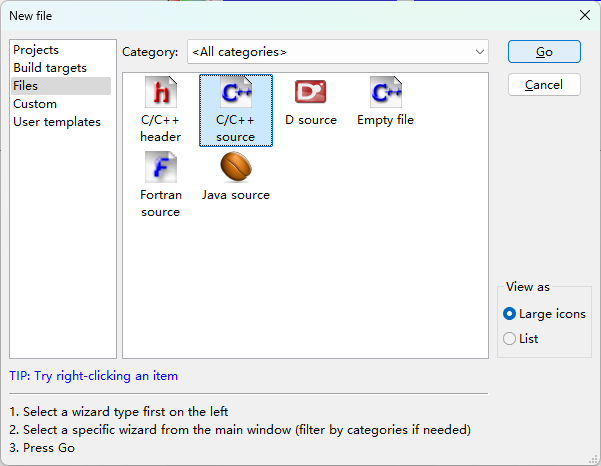 New file
Projects
Build targets
Files
Custom
User templates
Category: <All categories>
Go
Cancel
C/C++
header
C/C++
source
D source
Empty file
Fortran
source
Java source
View as
Large icons
List
TIP: Try right-clicking an item
1. Select a wizard type first on the left
2. Select a specific wizard from the main window (filter by categories if needed)
3. Press Go